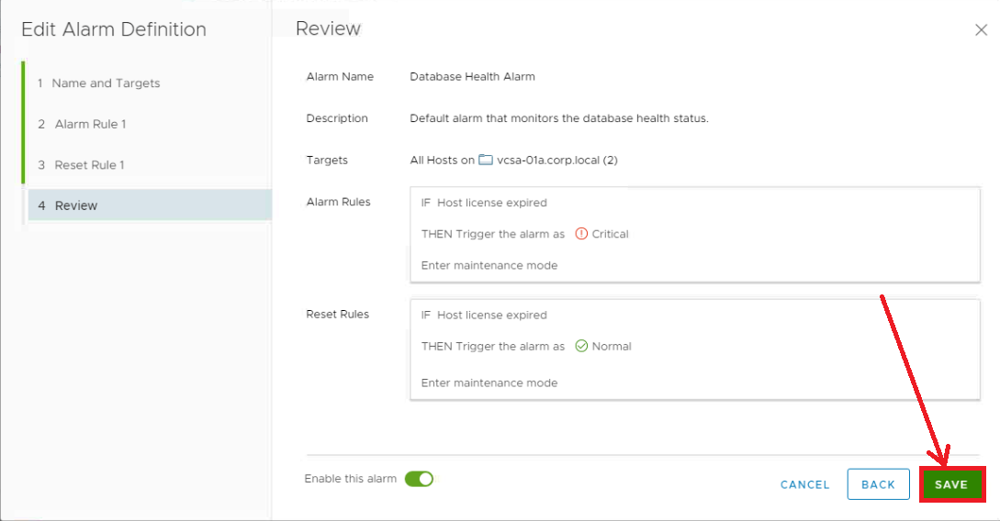 Edit Alarm Definition
1 Name and Targets
2 Alarm Rule 1
3 Reset Rule 1
4 Review
Review
Alarm Name Database Health Alarm
Description Default alarm that monitors the database health status.
Targets All Hosts on vcsa-01a.corp.local (2)
Alarm Rules IF Host license expired
THEN Trigger the alarm as Critical
Enter maintenance mode
Reset Rules IF Host license expired
THEN Trigger the alarm as Normal
Enter maintenance mode
Enable this alarm
CANCEL BACK SAVE